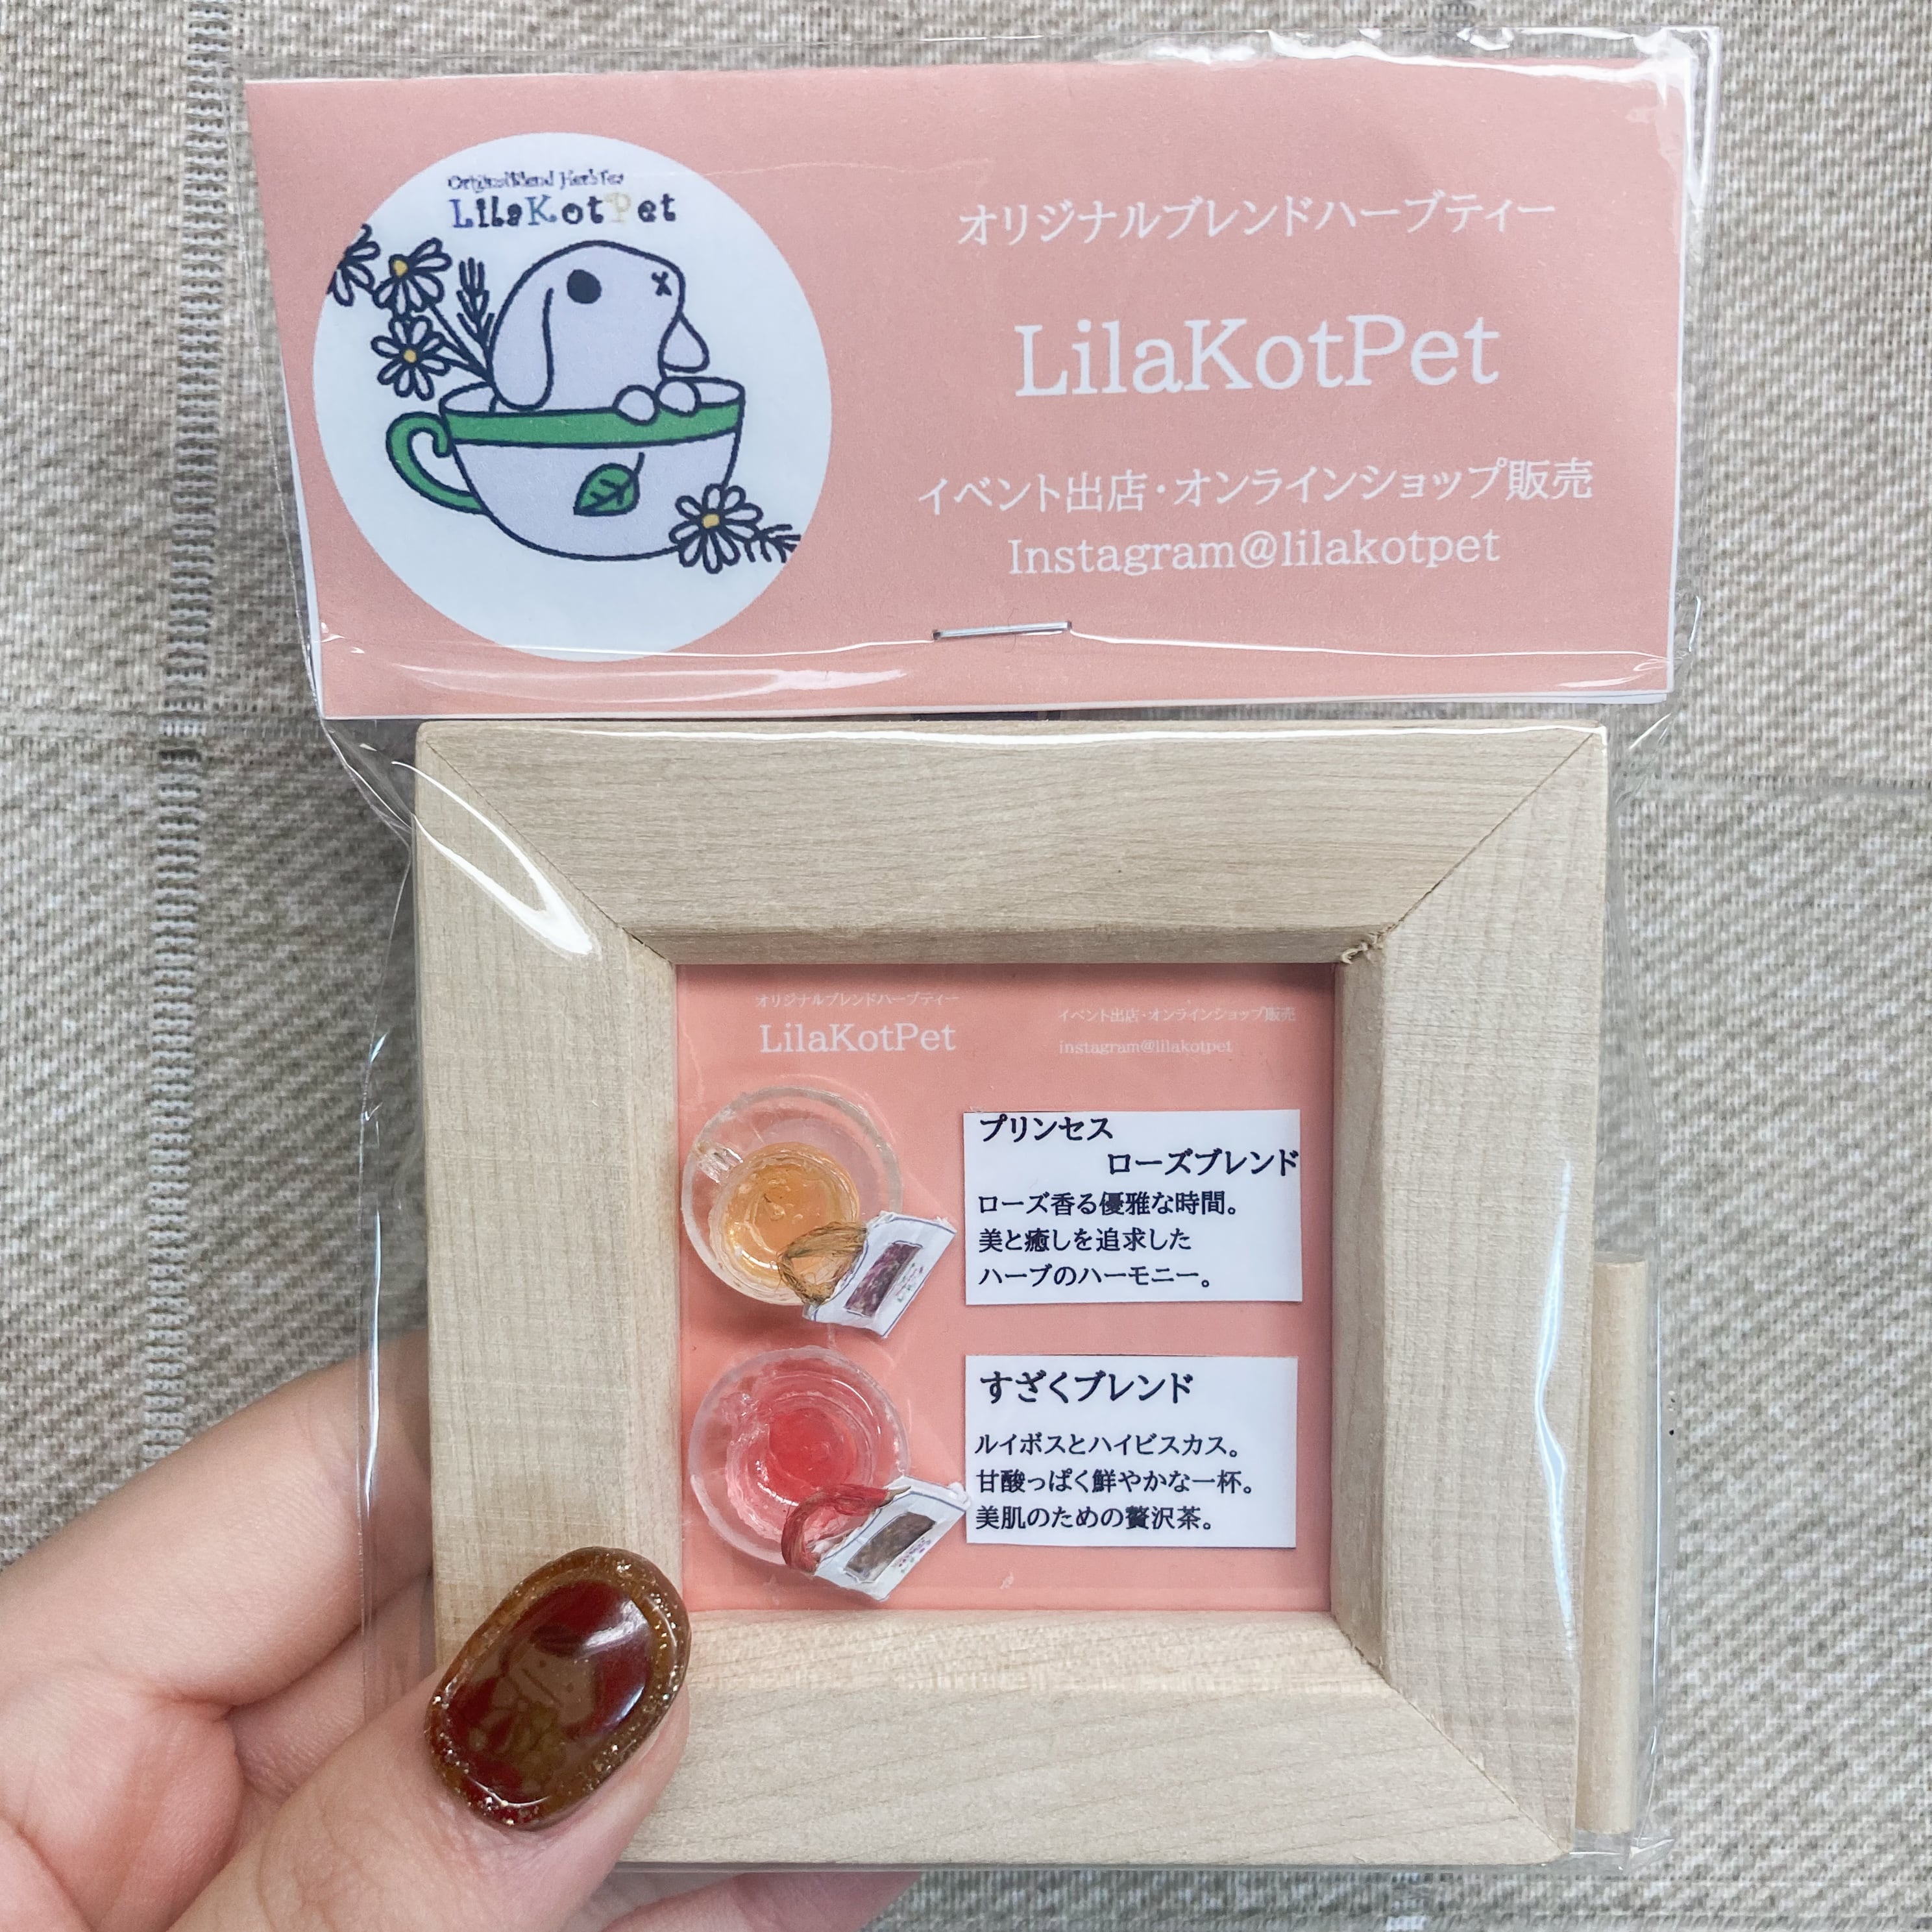 Original Blend Herb Tea
LilaKotPet
オリジナルブレンドハーブティー
LilaKotPet
イベント出店・オンラインショップ販売
Instagram@lilakotpet
オリジナルブレンドハーブティー
LilaKotPet
イベント出店・オンラインショップ販売
instagram@lilakotpet
プリンセス
ローズブレンド
ローズ香る優雅な時間。
美と癒しを追求した
ハーブのハーモニー。
すざくブレンド
ルイボスとハイビスカス。
甘酸っぱく鮮やかな一杯。
美肌のための贅沢茶。